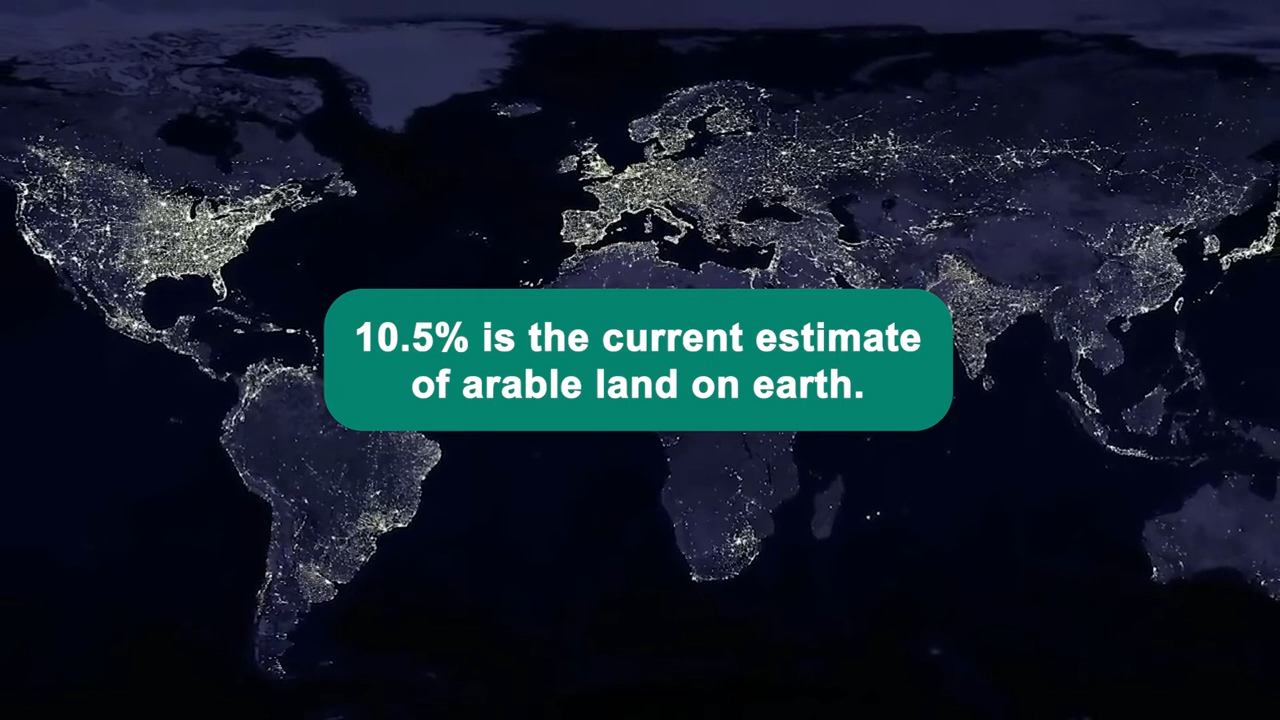 10.5% is the current estimate
of arable land on earth.